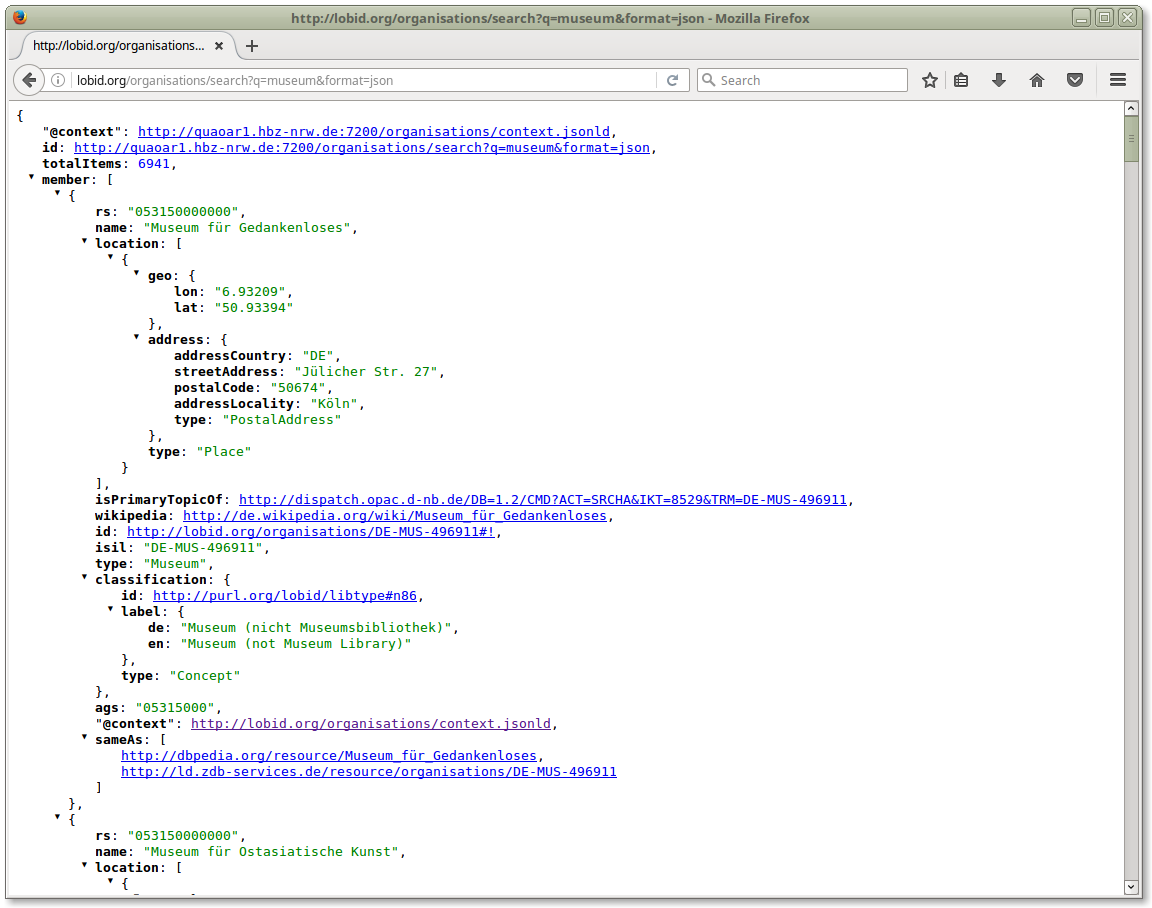 http://lobid.org/organisations/search?q=museum&format=json - Mozilla Firefox
http://lobid.org/organisations...
lobid.org/organisations/search?q=museum&format=json
Search
{
"@context": http://quaoar1.hbz-nrw.de:7200/organisations/context.jsonld,
id: http://quaoar1.hbz-nrw.de:7200/organisations/search?q=museum&format=json,
totalItems: 6941,
member: [
{
rs: "053150000000",
name: "Museum für Gedankenloses",
location: [
{
geo: {
lon: "6.93209",
lat: "50.93394"
},
address: {
addressCountry: "DE",
streetAddress: "Jülicher Str. 27",
postalCode: "50674",
addressLocality: "Köln",
type: "PostalAddress"
},
type: "Place"
}
],
isPrimaryTopicOf: http://dispatch.opac.d-nb.de/DB=1.2/CMD?ACT=SRCHA&IKT=8529&TRM=DE-MUS-496911,
wikipedia: http://de.wikipedia.org/wiki/Museum_für_Gedankenloses,
id: http://lobid.org/organisations/DE-MUS-496911#!,
isil: "DE-MUS-496911",
type: "Museum",
classification: {
id: http://purl.org/lobid/libtype#n86,
label: {
de: "Museum (nicht Museumsbibliothek)",
en: "Museum (not Museum Library)"
},
type: "Concept"
},
ags: "05315000",
"@context": http://lobid.org/organisations/context.jsonld,
sameAs: [
http://dbpedia.org/resource/Museum_für_Gedankenloses,
http://ld.zdb-services.de/resource/organisations/DE-MUS-496911
]
},
{
rs: "053150000000",
name: "Museum für Ostasiatische Kunst",
location: [
{